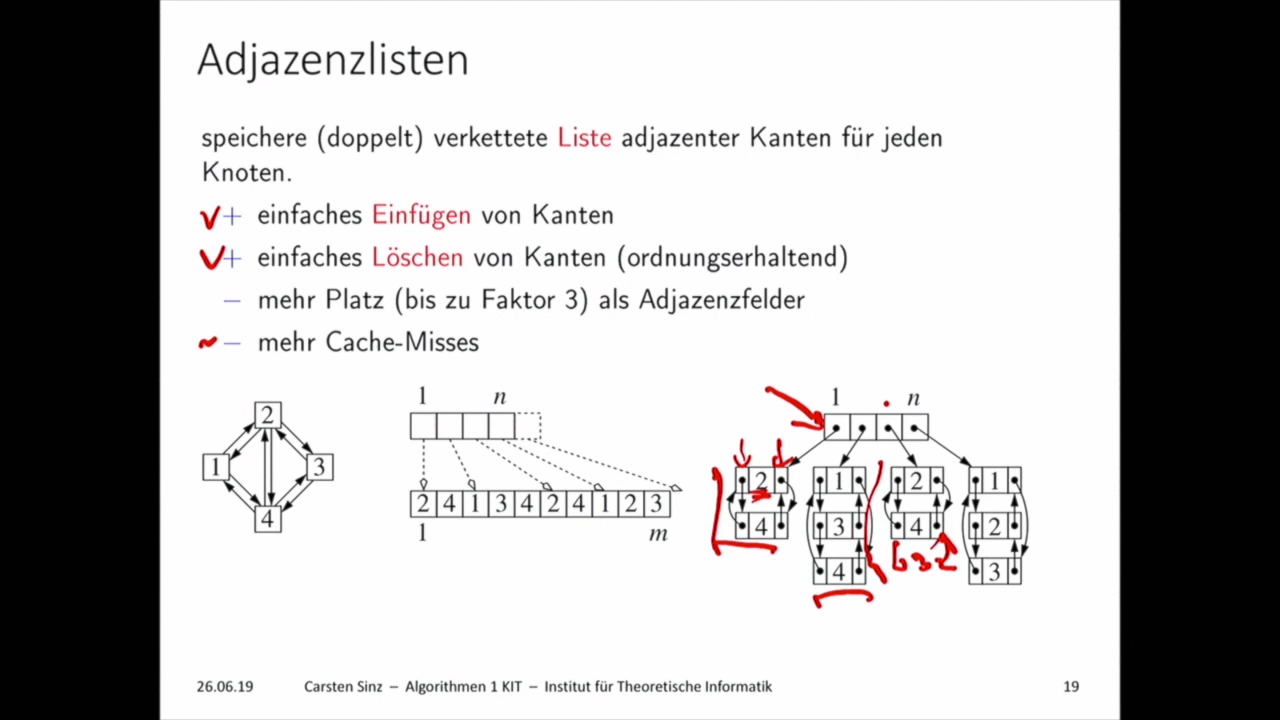 Adjazenzlisten
speichere (doppelt) verkettete Liste adjazenter Kanten für jeden
Knoten.
+ einfaches Einfügen von Kanten
+ einfaches Löschen von Kanten (ordnungserhaltend)
− mehr Platz (bis zu Faktor 3) als Adjazenzfelder
− mehr Cache-Misses
2
1 3
4
1 n
2 4 1 3 4 2 4 1 2 3
1 m
1 n
2 1 2 1
4 3 4 2
4 3
26.06.19 Carsten Sinz − Algorithmen 1 KIT − Institut für Theoretische Informatik 19